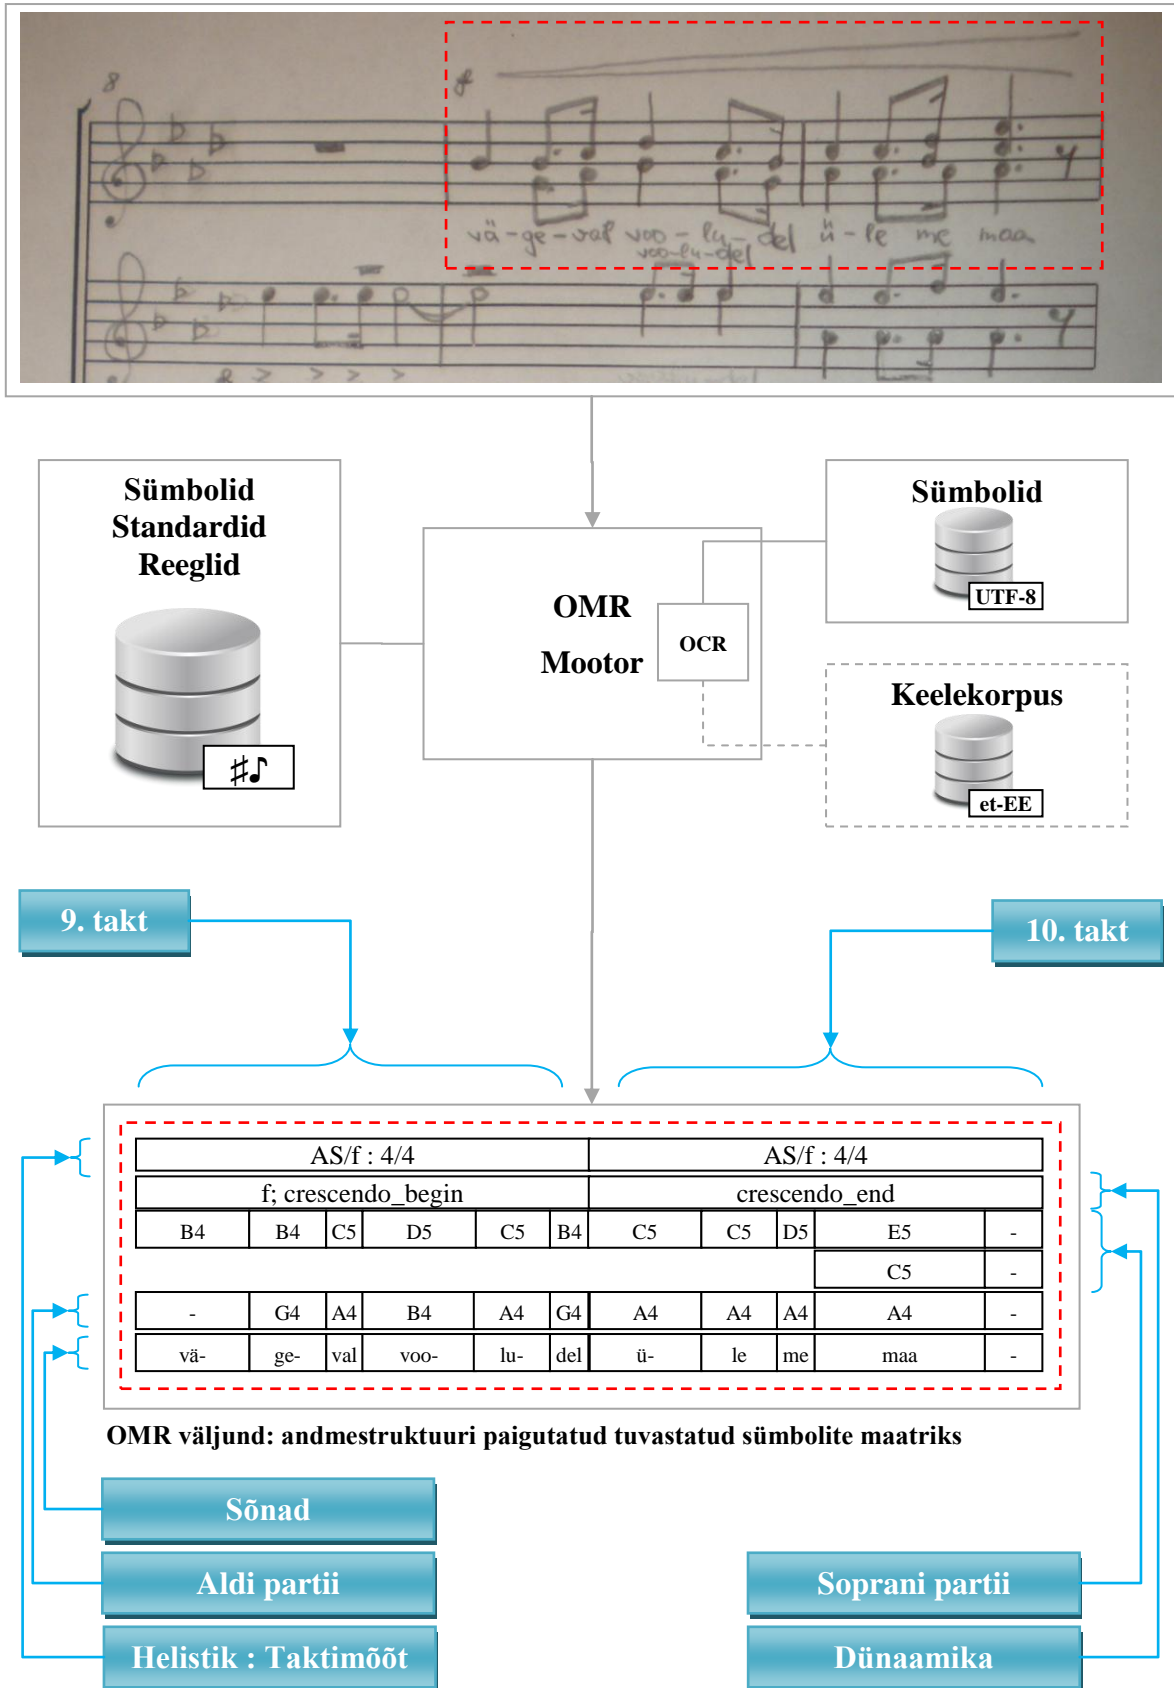 8
f
vä-ge-val voo-lu-del ü-le me maa
voo-lu-del
> > > >
Sümbolid
Standardid
Reeglid
♯♪
OMR
Mootor
OCR
Sümbolid
UTF-8
Keelekorpus
et-EE
9. takt
10. takt
AS/f : 4/4 AS/f : 4/4
f; crescendo_begin crescendo_end
B4 B4 C5 D5 C5 B4 C5 C5 D5 E5 -
C5 -
- G4 A4 B4 A4 G4 A4 A4 A4 A4 -
vä- ge- val voo- lu- del ü- le me maa -
OMR väljund: andmestruktuuri paigutatud tuvastatud sümbolite maatriks
Sõnad
Aldi partii
Soprani partii
Helistik : Taktimõõt
Dünaamika